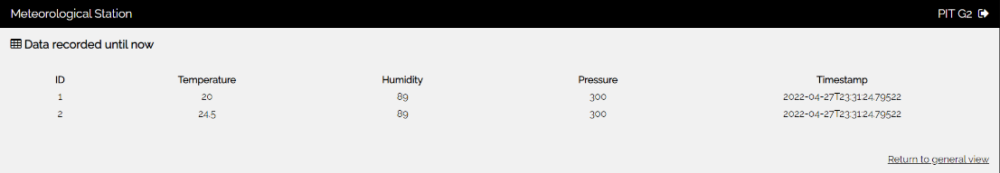 Meteorological Station PIT G2
Data recorded until now
ID Temperature Humidity Pressure Timestamp
1 20 89 300 2022-04-27T23:31:24.79522
2 24.5 89 300 2022-04-27T23:31:24.79522
Return to general view